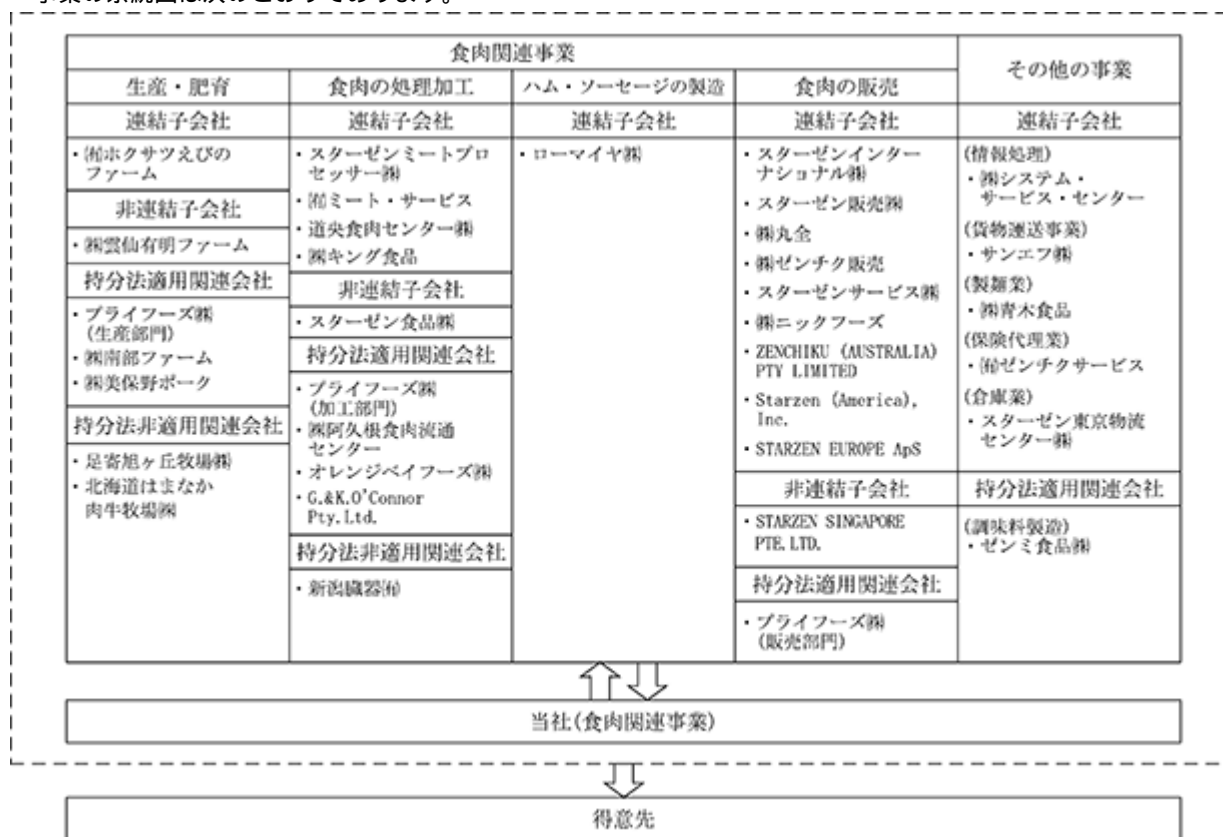 事業の系統図は次のとおりであります。
食肉関連事業
その他の事業
生産・肥育
食肉の処理加工
ハム・ソーセージの製造
食肉の販売
連結子会社
連結子会社
連結子会社
連結子会社
連結子会社
・㈲ホクサツえびの
ファーム
非連結子会社
・㈱雲仙有明ファーム
持分法適用関連会社
・プライフーズ㈱
(生産部門)
・㈱南部ファーム
・㈱美保野ポーク
持分法非適用関連会社
・足寄旭ヶ丘牧場㈱
・北海道はまなか
肉牛牧場㈱
・スターゼンミートプロ
セッサー㈱
・㈲ミート・サービス
・道央食肉センター㈱
・㈱キング食品
非連結子会社
・スターゼン食品㈱
持分法適用関連会社
・プライフーズ㈱
(加工部門)
・㈱阿久根食肉流通
センター
・オレンジベイフーズ㈱
・G.&K.O'Connor
Pty.Ltd.
持分法非適用関連会社
・新潟臓器㈲
・ローマイヤ㈱
・スターゼンインター
ナショナル㈱
・スターゼン販売㈱
・㈱丸全
・㈱ゼンチク販売
・スターゼンサービス㈱
・㈱ニックフーズ
・ZENCHIKU (AUSTRALIA)
PTY LIMITED
・Starzen (America),
Inc.
・STARZEN EUROPE ApS
非連結子会社
・STARZEN SINGAPORE
PTE.LTD.
持分法適用関連会社
・プライフーズ㈱
(販売部門)
(情報処理)
・㈱システム・
サービス・センター
(貨物運送事業)
・サンエフ㈱
(製麺業)
・㈱青木食品
(保険代理業)
・㈲ゼンチクサービス
(倉庫業)
・スターゼン東京物流
センター㈱
持分法適用関連会社
(調味料製造)
・ゼンミ食品㈱
当社(食肉関連事業)
得意先